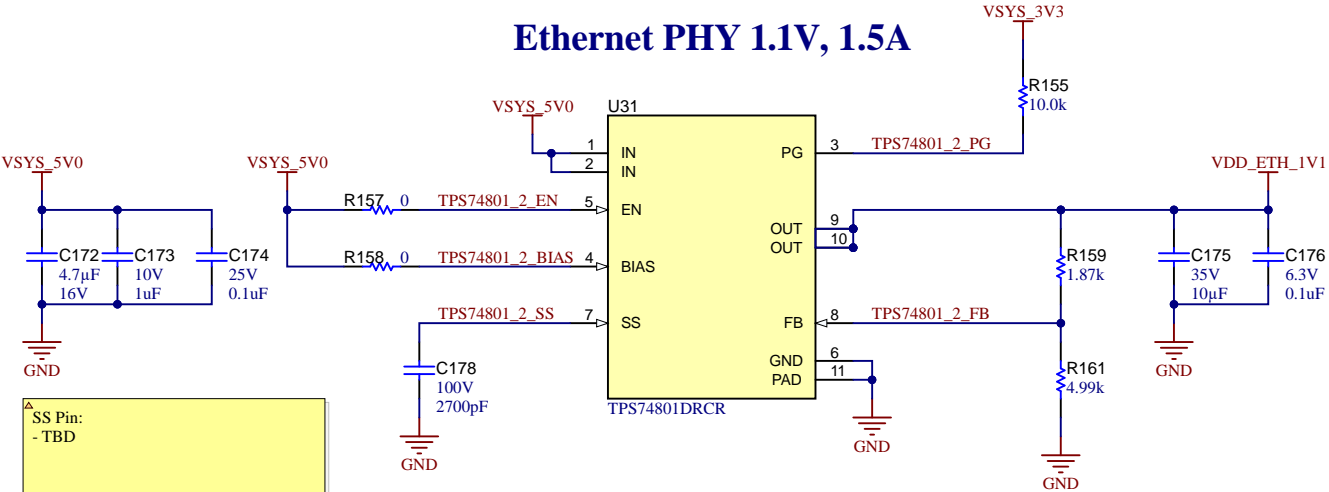 Ethernet PHY 1.1V, 1.5A
VSYS_3V3
R155
10.0k
VSYS_5V0
U31
1
IN
2
IN
PG
3
TPS74801_2_PG
VSYS_5V0
VSYS_5V0
VDD_ETH_1V1
R157
0
TPS74801_2_EN
5
EN
OUT
9
OUT
10
R158
0
TPS74801_2_BIAS
4
BIAS
C172
4.7µF
16V
C173
10V
1uF
C174
25V
0.1uF
R159
1.87k
C175
35V
10µF
C176
6.3V
0.1uF
TPS74801_2_SS
7
SS
FB
8
TPS74801_2_FB
GND
6
PAD
11
GND
C178
100V
2700pF
R161
4.99k
GND
TPS74801DRCR
SS Pin:
- TBD
GND
GND
GND